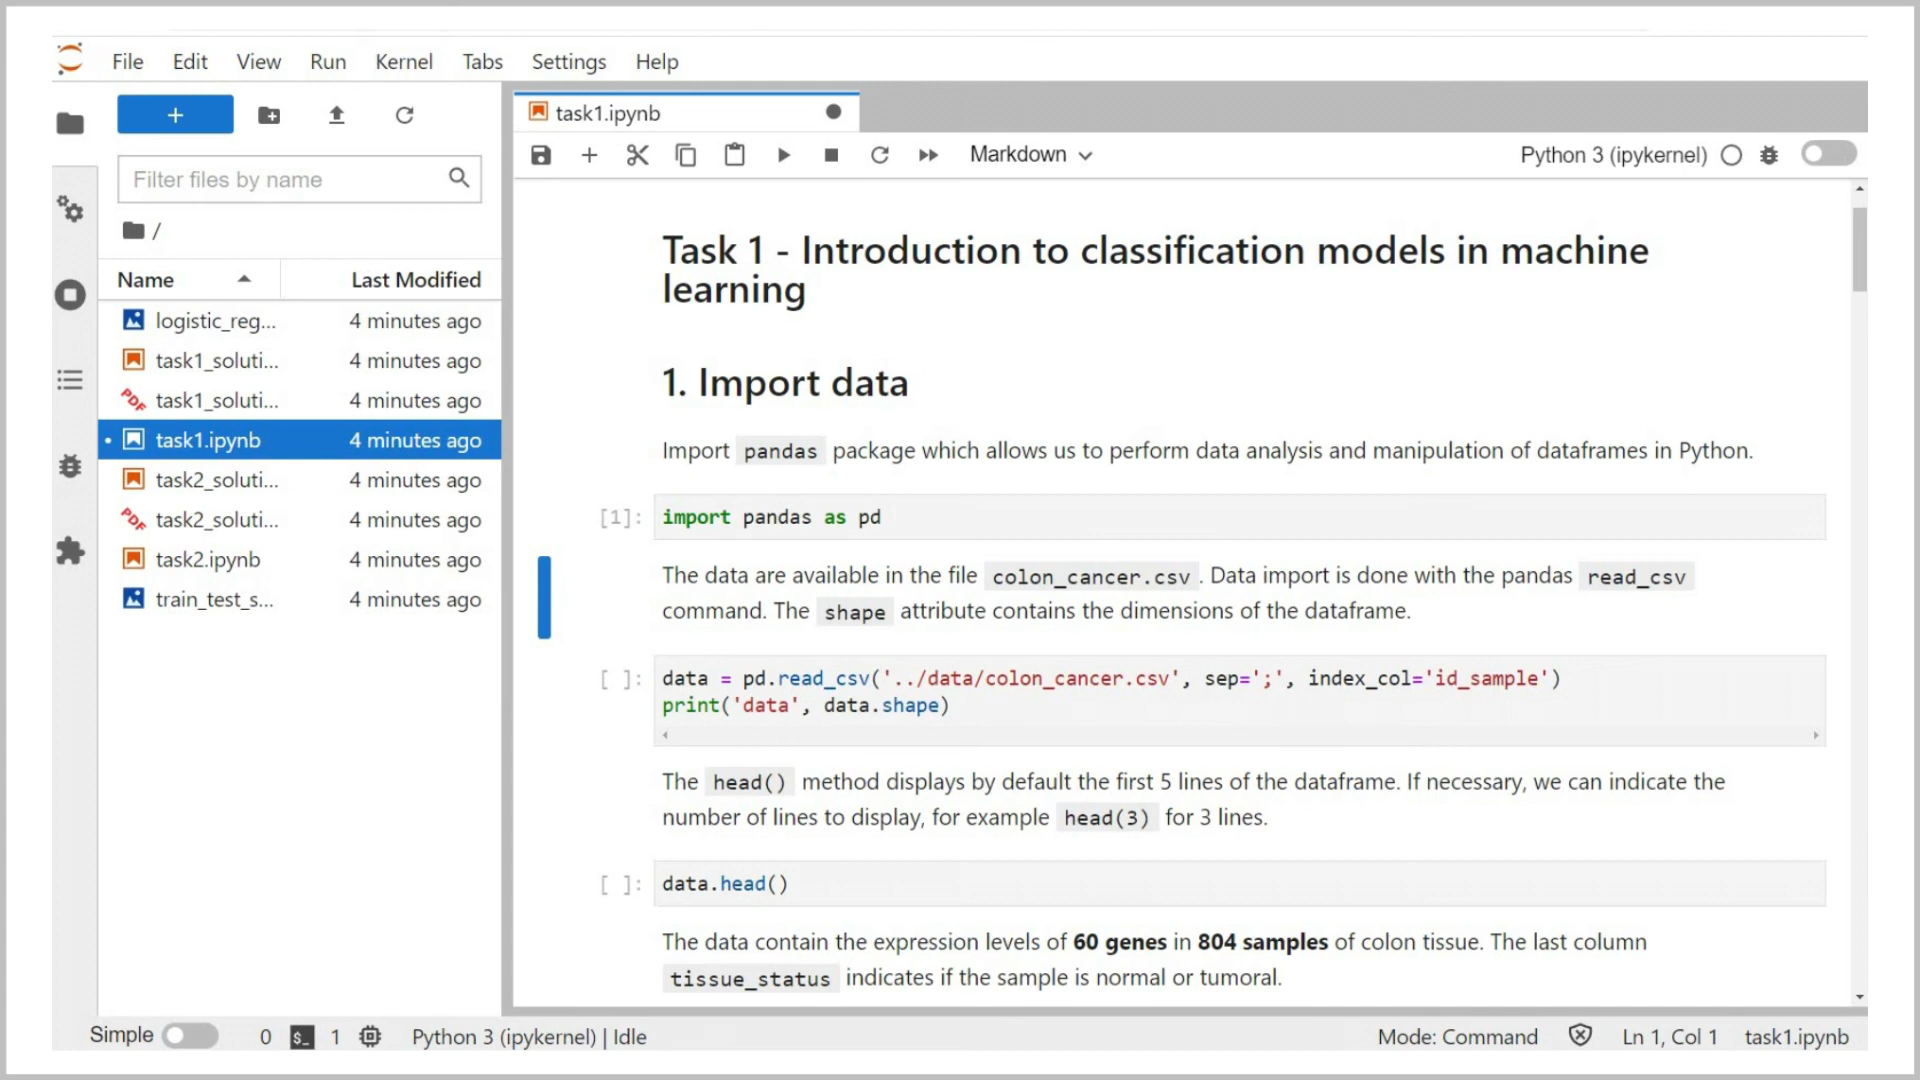 File Edit View Run Kernel Tabs Settings Help
+
Filter files by name
/
Name Last Modified
logistic_reg... 4 minutes ago
task1_soluti... 4 minutes ago
PDF task1_soluti... 4 minutes ago
• task1.ipynb 4 minutes ago
task2_soluti... 4 minutes ago
PDF task2_soluti... 4 minutes ago
task2.ipynb 4 minutes ago
train_test_s... 4 minutes ago
task1.ipynb
Markdown
Python 3 (ipykernel)
Task 1 - Introduction to classification models in machine
learning
1. Import data
Import pandas package which allows us to perform data analysis and manipulation of dataframes in Python.
[1]: import pandas as pd
The data are available in the file colon_cancer.csv . Data import is done with the pandas read_csv
command. The shape attribute contains the dimensions of the dataframe.
[ ]: data = pd.read_csv('../data/colon_cancer.csv', sep=';', index_col='id_sample')
print('data', data.shape)
The head() method displays by default the first 5 lines of the dataframe. If necessary, we can indicate the
number of lines to display, for example head(3) for 3 lines.
[ ]: data.head()
The data contain the expression levels of 60 genes in 804 samples of colon tissue. The last column
tissue_status indicates if the sample is normal or tumoral.
Simple 0 $_ 1 Python 3 (ipykernel) | Idle Mode: Command Ln 1, Col 1 task1.ipynb